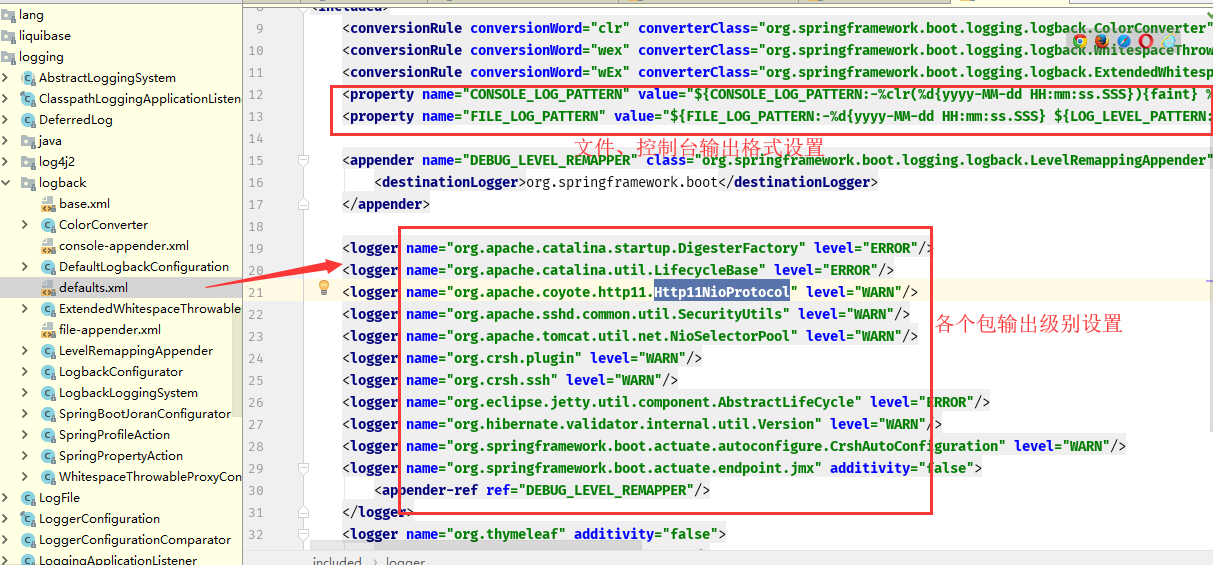 lang
liquibase
logging
AbstractLoggingSystem
ClasspathLoggingApplicationListen
DeferredLog
java
log4j2
logback
base.xml
ColorConverter
console-appender.xml
DefaultLogbackConfiguration
defaults.xml
ExtendedWhitespaceThrowable
file-appender.xml
LevelRemappingAppender
LogbackConfigurator
LogbackLoggingSystem
SpringBootJoranConfigurator
SpringProfileAction
SpringPropertyAction
WhitespaceThrowableProxyCon
LogFile
LoggerConfiguration
LoggerConfigurationComparator
LoggingApplicationListener
8 <included>
9 <conversionRule conversionWord="clr" converterClass="org.springframework.boot.logging.logback.ColorConverter"
10 <conversionRule conversionWord="wex" converterClass="org.springframework.boot.logging.logback.WhitespaceThrow
11 <conversionRule conversionWord="wEx" converterClass="org.springframework.boot.logging.logback.ExtendedWhitesp
12 <property name="CONSOLE_LOG_PATTERN" value="${CONSOLE_LOG_PATTERN:-%clr(%d{yyyy-MM-dd HH:mm:ss.SSS}){faint} %
13 <property name="FILE_LOG_PATTERN" value="${FILE_LOG_PATTERN:-%d{yyyy-MM-dd HH:mm:ss.SSS} ${LOG_LEVEL_PATTERN:
14
文件、控制台输出格式设置
15 <appender name="DEBUG_LEVEL_REMAPPER" class="org.springframework.boot.logging.logback.LevelRemappingAppender"
16 <destinationLogger>org.springframework.boot</destinationLogger>
17 </appender>
18
19 <logger name="org.apache.catalina.startup.DigesterFactory" level="ERROR"/>
20 <logger name="org.apache.catalina.util.LifecycleBase" level="ERROR"/>
21 <logger name="org.apache.coyote.http11.Http11NioProtocol" level="WARN"/>
22 <logger name="org.apache.sshd.common.util.SecurityUtils" level="WARN"/>
各个包输出级别设置
23 <logger name="org.apache.tomcat.util.net.NioSelectorPool" level="WARN"/>
24 <logger name="org.crsh.plugin" level="WARN"/>
25 <logger name="org.crsh.ssh" level="WARN"/>
26 <logger name="org.eclipse.jetty.util.component.AbstractLifeCycle" level="ERROR"/>
27 <logger name="org.hibernate.validator.internal.util.Version" level="WARN"/>
28 <logger name="org.springframework.boot.actuate.autoconfigure.CrshAutoConfiguration" level="WARN"/>
29 <logger name="org.springframework.boot.actuate.endpoint.jmx" additivity="false">
30 <appender-ref ref="DEBUG_LEVEL_REMAPPER"/>
31 </logger>
32 <logger name="org.thymeleaf" additivity="false">
included › logger